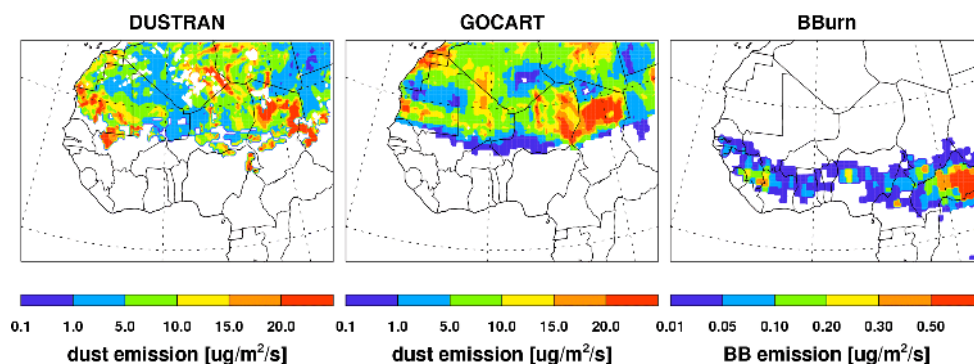 DUSTRAN GOCART BBurn
0.1 1.0 5.0 10.0 15.0 20.0 0.1 1.0 5.0 10.0 15.0 20.0 0.01 0.05 0.10 0.20 0.30 0.50
dust emission [ug/m²/s] dust emission [ug/m²/s] BB emission [ug/m²/s]